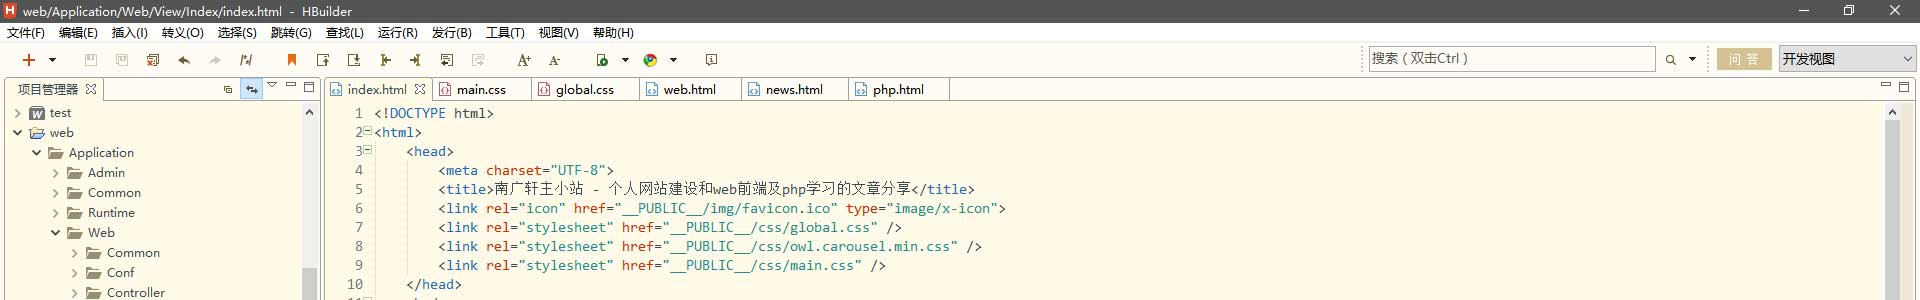 web/Application/Web/View/Index/index.html - HBuilder
文件(F) 编辑(E) 插入(I) 转义(O) 选择(S) 跳转(G) 查找(L) 运行(R) 发行(B) 工具(T) 视图(V) 帮助(H)
搜索（双击Ctrl） 问 答 开发视图
项目管理器
test
web
Application
Admin
Common
Runtime
Web
Common
Conf
Controller
index.html main.css global.css web.html news.html php.html
1 <!DOCTYPE html>
2 <html>
3 <head>
4 <meta charset="UTF-8">
5 <title>南广轩主小站 - 个人网站建设和web前端及php学习的文章分享</title>
6 <link rel="icon" href="__PUBLIC__/img/favicon.ico" type="image/x-icon">
7 <link rel="stylesheet" href="__PUBLIC__/css/global.css" />
8 <link rel="stylesheet" href="__PUBLIC__/css/owl.carousel.min.css" />
9 <link rel="stylesheet" href="__PUBLIC__/css/main.css" />
10 </head>